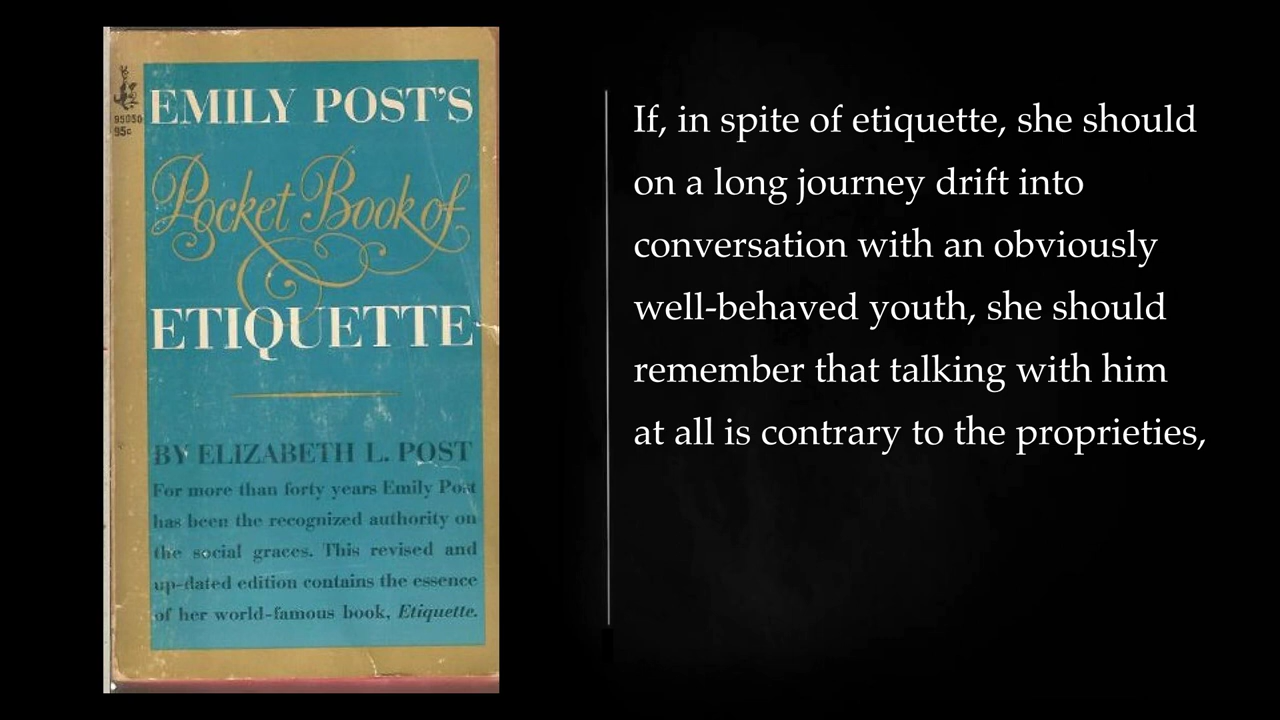 95050
95c
EMILY POST'S
Pocket Book of
ETIQUETTE
BY ELIZABETH L. POST
For more than forty years Emily Post
has been the recognized authority on
the social graces. This revised and
up-dated edition contains the essence
of her world-famous book, Etiquette.
If, in spite of etiquette, she should
on a long journey drift into
conversation with an obviously
well-behaved youth, she should
remember that talking with him
at all is contrary to the proprieties,